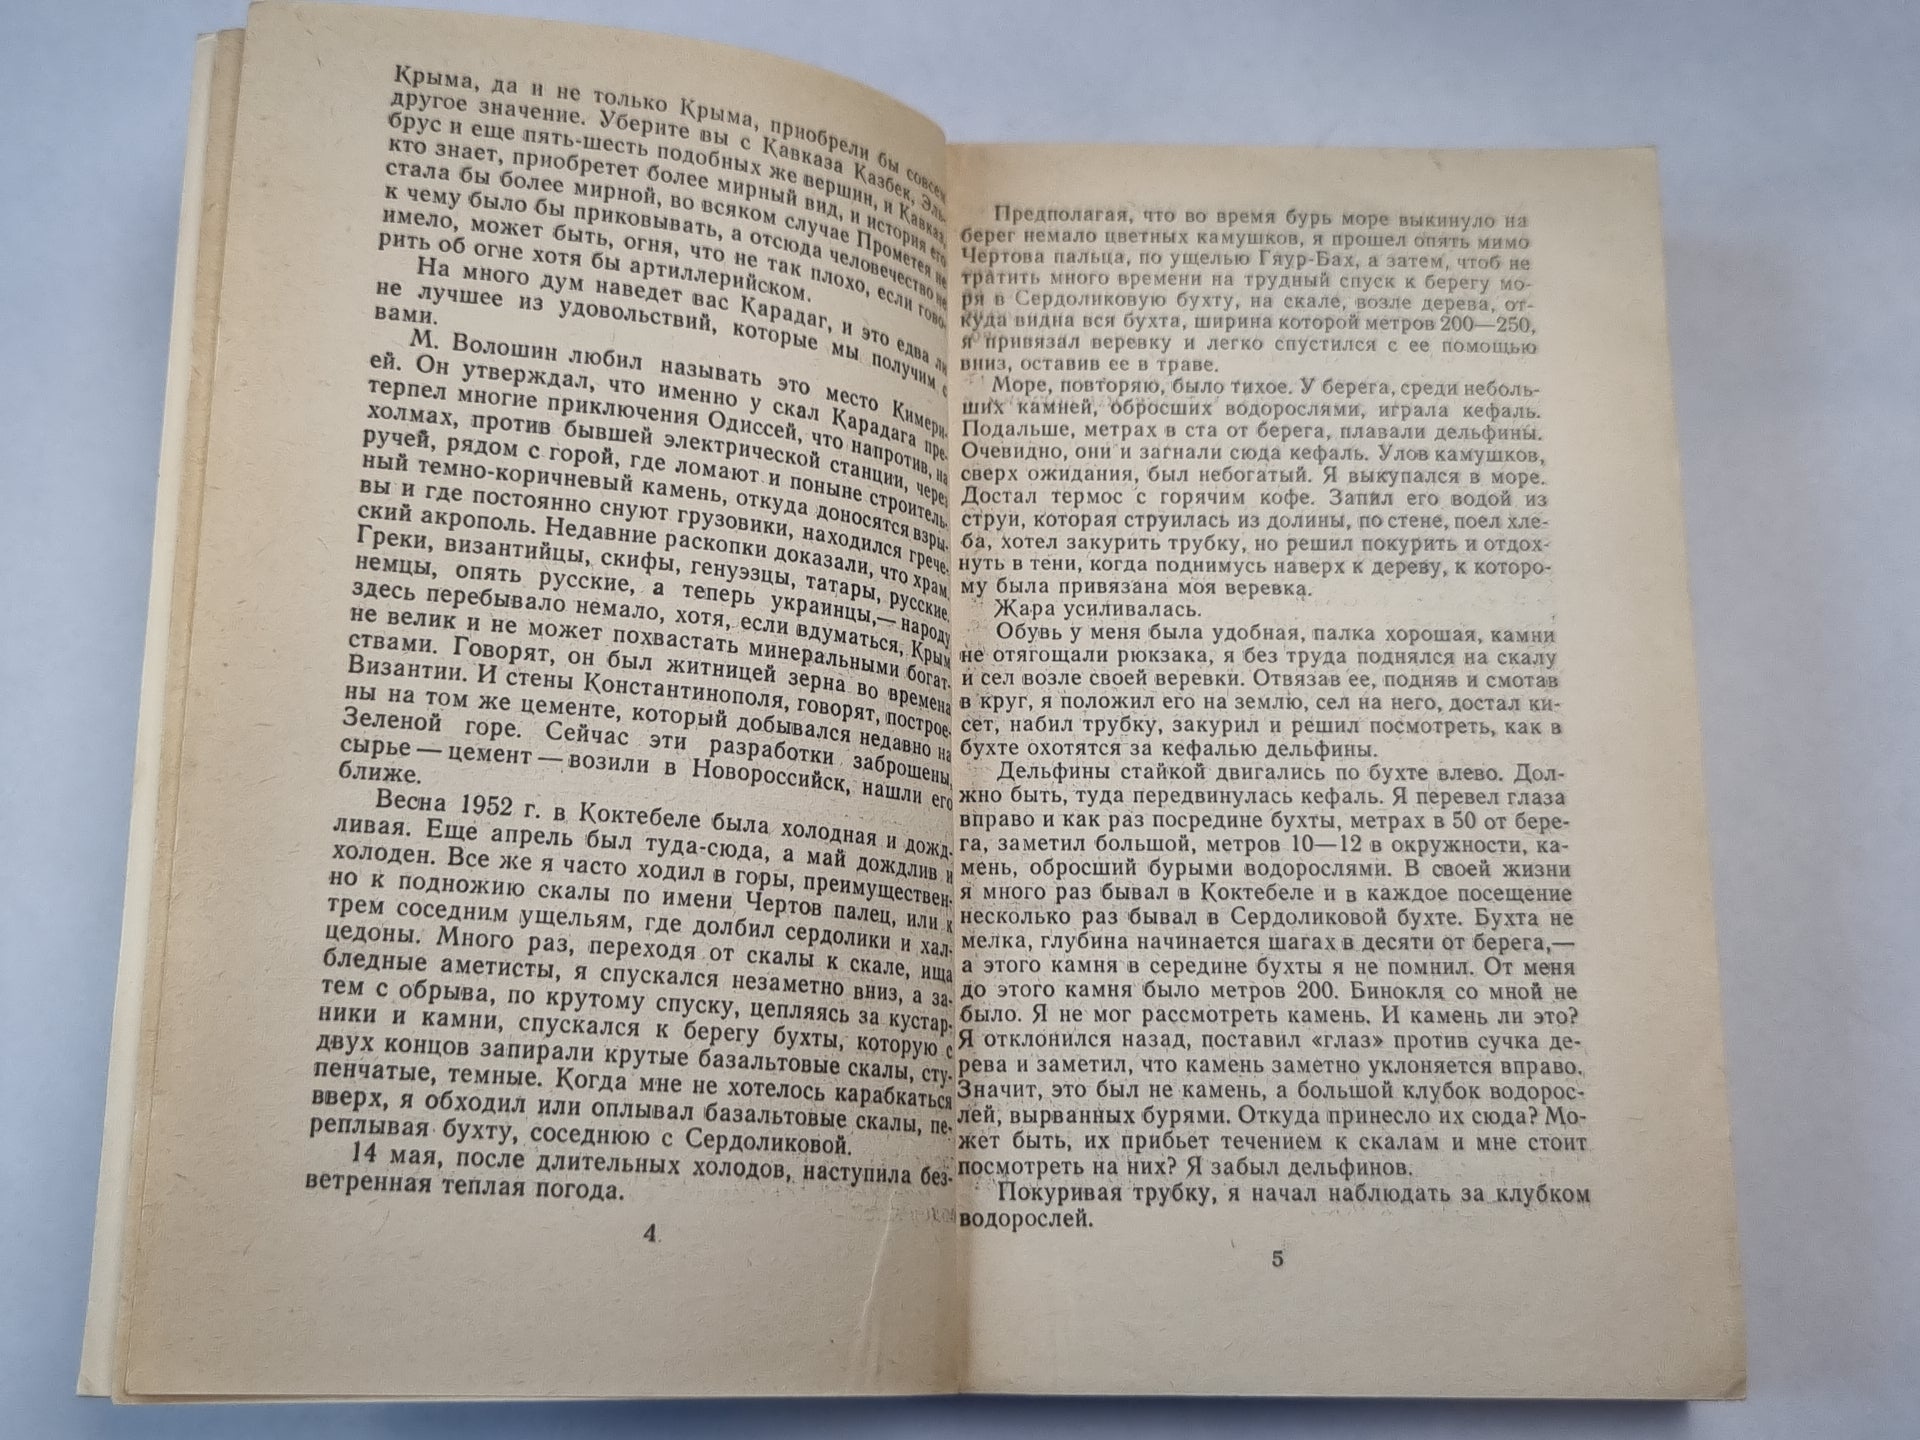 Крыма, да и не только Крыма, приобрели бы совсем
другое значение. Уберите вы с Кавказа Казбек, Эль-
брус и еще пять-шесть подобных же вершин, и Кавказ,
кто знает, приобретет более мирный вид, и история его
стала бы более мирной, во всяком случае Прометея не
к чему было бы приковывать, а отсюда человечество не
имело, может быть, огня, что не так плохо, если гово-
рить об огне хотя бы артиллерийском.
На много дум наведет вас Карадаг, и это едва ли
не лучшее из удовольствий, которые мы получим с
вами.
М. Волошин любил называть это место Кимери-
ей. Он утверждал, что именно у скал Карадага пре-
терпел многие приключения Одиссей, что напротив, на
холмах, против бывшей электрической станции, через
ручей, рядом с горой, где ломают и поныне строитель-
ный темно-коричневый камень, откуда доносятся взры-
вы и где постоянно снуют грузовики, находился грече-
ский акрополь. Недавние раскопки доказали, что храм.
Греки, византийцы, скифы, генуэзцы, татары, русские,
немцы, опять русские, а теперь украинцы,— народу
здесь перебывало немало, хотя, если вдуматься, Крым
не велик и не может похвастать минеральными богат-
ствами. Говорят, он был житницей зерна во времена
Византии. И стены Константинополя, говорят, построе-
ны на том же цементе, который добывался недавно на
Зеленой горе. Сейчас эти разработки заброшены,
сырье — цемент — возили в Новороссийск, нашли его
ближе.
Весна 1952 г. в Коктебеле была холодная и дожд-
ливая. Еще апрель был туда-сюда, а май дождлив и
холоден. Все же я часто ходил в горы, преимуществен-
но к подножию скалы по имени Чертов палец, или к
трем соседним ущельям, где долбил сердолики и хал-
цедоны. Много раз, переходя от скалы к скале, ища
бледные аметисты, я спускался незаметно вниз, а за-
тем с обрыва, по крутому спуску, цепляясь за кустар-
ники и камни, спускался к берегу бухты, которую с
двух концов запирали крутые базальтовые скалы, сту-
пенчатые, темные. Когда мне не хотелось карабкаться
вверх, я обходил или оплывал базальтовые скалы, пе-
реплывая бухту, соседнюю с Сердоликовой.
14 мая, после длительных холодов, наступила без-
ветренная теплая погода.
4
Предполагая, что во время бурь море выкинуло на
берег немало цветных камушков, я прошел опять мимо
Чертова пальца, по ущелью Гяур-Бах, а затем, чтоб не
тратить много времени на трудный спуск к берегу мо-
ря в Сердоликовую бухту, на скале, возле дерева, от-
куда видна вся бухта, ширина которой метров 200—250,
я привязал веревку и легко спустился с ее помощью
вниз, оставив ее в траве.
Море, повторяю, было тихое. У берега, среди неболь-
ших камней, обросших водорослями, играла кефаль.
Подальше, метрах в ста от берега, плавали дельфины.
Очевидно, они и загнали сюда кефаль. Улов камушков,
сверх ожидания, был небогатый. Я выкупался в море.
Достал термос с горячим кофе. Запил его водой из
струи, которая струилась из долины, по стене, поел хле-
ба, хотел закурить трубку, но решил покурить и отдох-
нуть в тени, когда поднимусь наверх к дереву, к которо-
му была привязана моя веревка.
Жара усиливалась.
Обувь у меня была удобная, палка хорошая, камни
не отягощали рюкзака, я без труда поднялся на скалу
и сел возле своей веревки. Отвязав ее, подняв и смотав
в круг, я положил его на землю, сел на него, достал ки-
сет, набил трубку, закурил и решил посмотреть, как в
бухте охотятся за кефалью дельфины.
Дельфины стайкой двигались по бухте влево. Дол-
жно быть, туда передвинулась кефаль. Я перевел глаза
вправо и как раз посредине бухты, метрах в 50 от бере-
га, заметил большой, метров 10—12 в окружности, ка-
мень, обросший бурыми водорослями. В своей жизни
я много раз бывал в Коктебеле и в каждое посещение
несколько раз бывал в Сердоликовой бухте. Бухта не
мелка, глубина начинается шагах в десяти от берега,—
а этого камня в середине бухты я не помнил. От меня
до этого камня было метров 200. Бинокля со мной не
было. Я не мог рассмотреть камень. И камень ли это?
Я отклонился назад, поставил «глаз» против сучка де-
рева и заметил, что камень заметно уклоняется вправо.
Значит, это был не камень, а большой клубок водорос-
лей, вырванных бурями. Откуда принесло их сюда? Мо-
жет быть, их прибьет течением к скалам и мне стоит
посмотреть на них? Я забыл дельфинов.
Покуривая трубку, я начал наблюдать за клубком
водорослей.
5